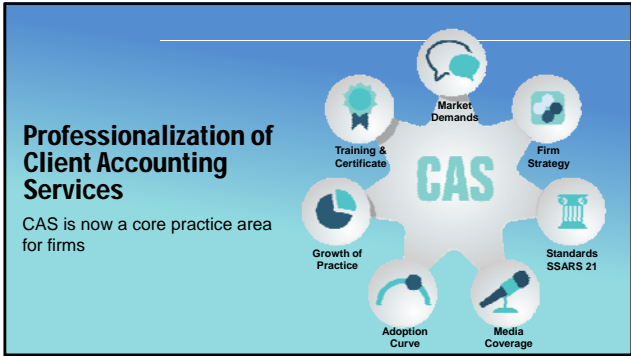 Professionalization of
Client Accounting
Services
CAS is now a core practice area
for firms
CAS
Market
Demands
Firm
Strategy
Standards
SSARS 21
Media
Coverage
Adoption
Curve
Growth of
Practice
Training &
Certificate